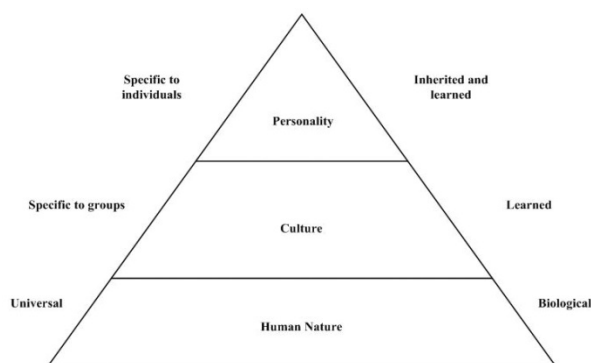 Specific to
individuals
Inherited and
learned
Personality
Specific to groups
Learned
Culture
Universal
Biological
Human Nature